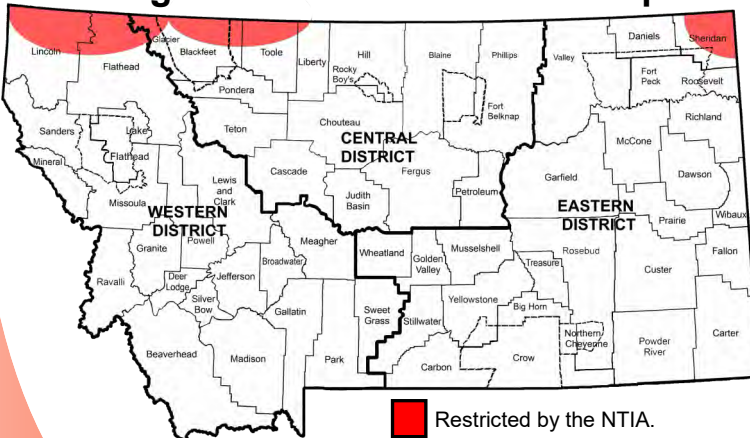 Lincoln
Glacier
Flathead
Blackfeet
Toole
Liberty
Hill
Rocky
Boy's
Blaine
Phillips
Valley
Daniels
Sheridan
Fort
Peck
Roosevelt
Pondera
Fort
Belknap
Richland
Sanders
Lake
Flathead
Teton
Chouteau
CENTRAL
DISTRICT
McCone
Mineral
Missoula
Lewis
and
Clark
Cascade
Fergus
Judith
Basin
Petroleum
Garfield
Dawson
WESTERN
DISTRICT
EASTERN
DISTRICT
Prairie
Wibaux
Granite
Powell
Meagher
Broadwater
Wheatland
Golden
Valley
Musselshell
Treasure
Rosebud
Custer
Fallon
Ravalli
Deer
Lodge
Jefferson
Silver
Bow
Gallatin
Sweet
Grass
Stillwater
Yellowstone
Big Horn
Northern
Cheyenne
Powder
River
Carter
Beaverhead
Madison
Park
Carbon
Crow
Restricted by the NTIA.